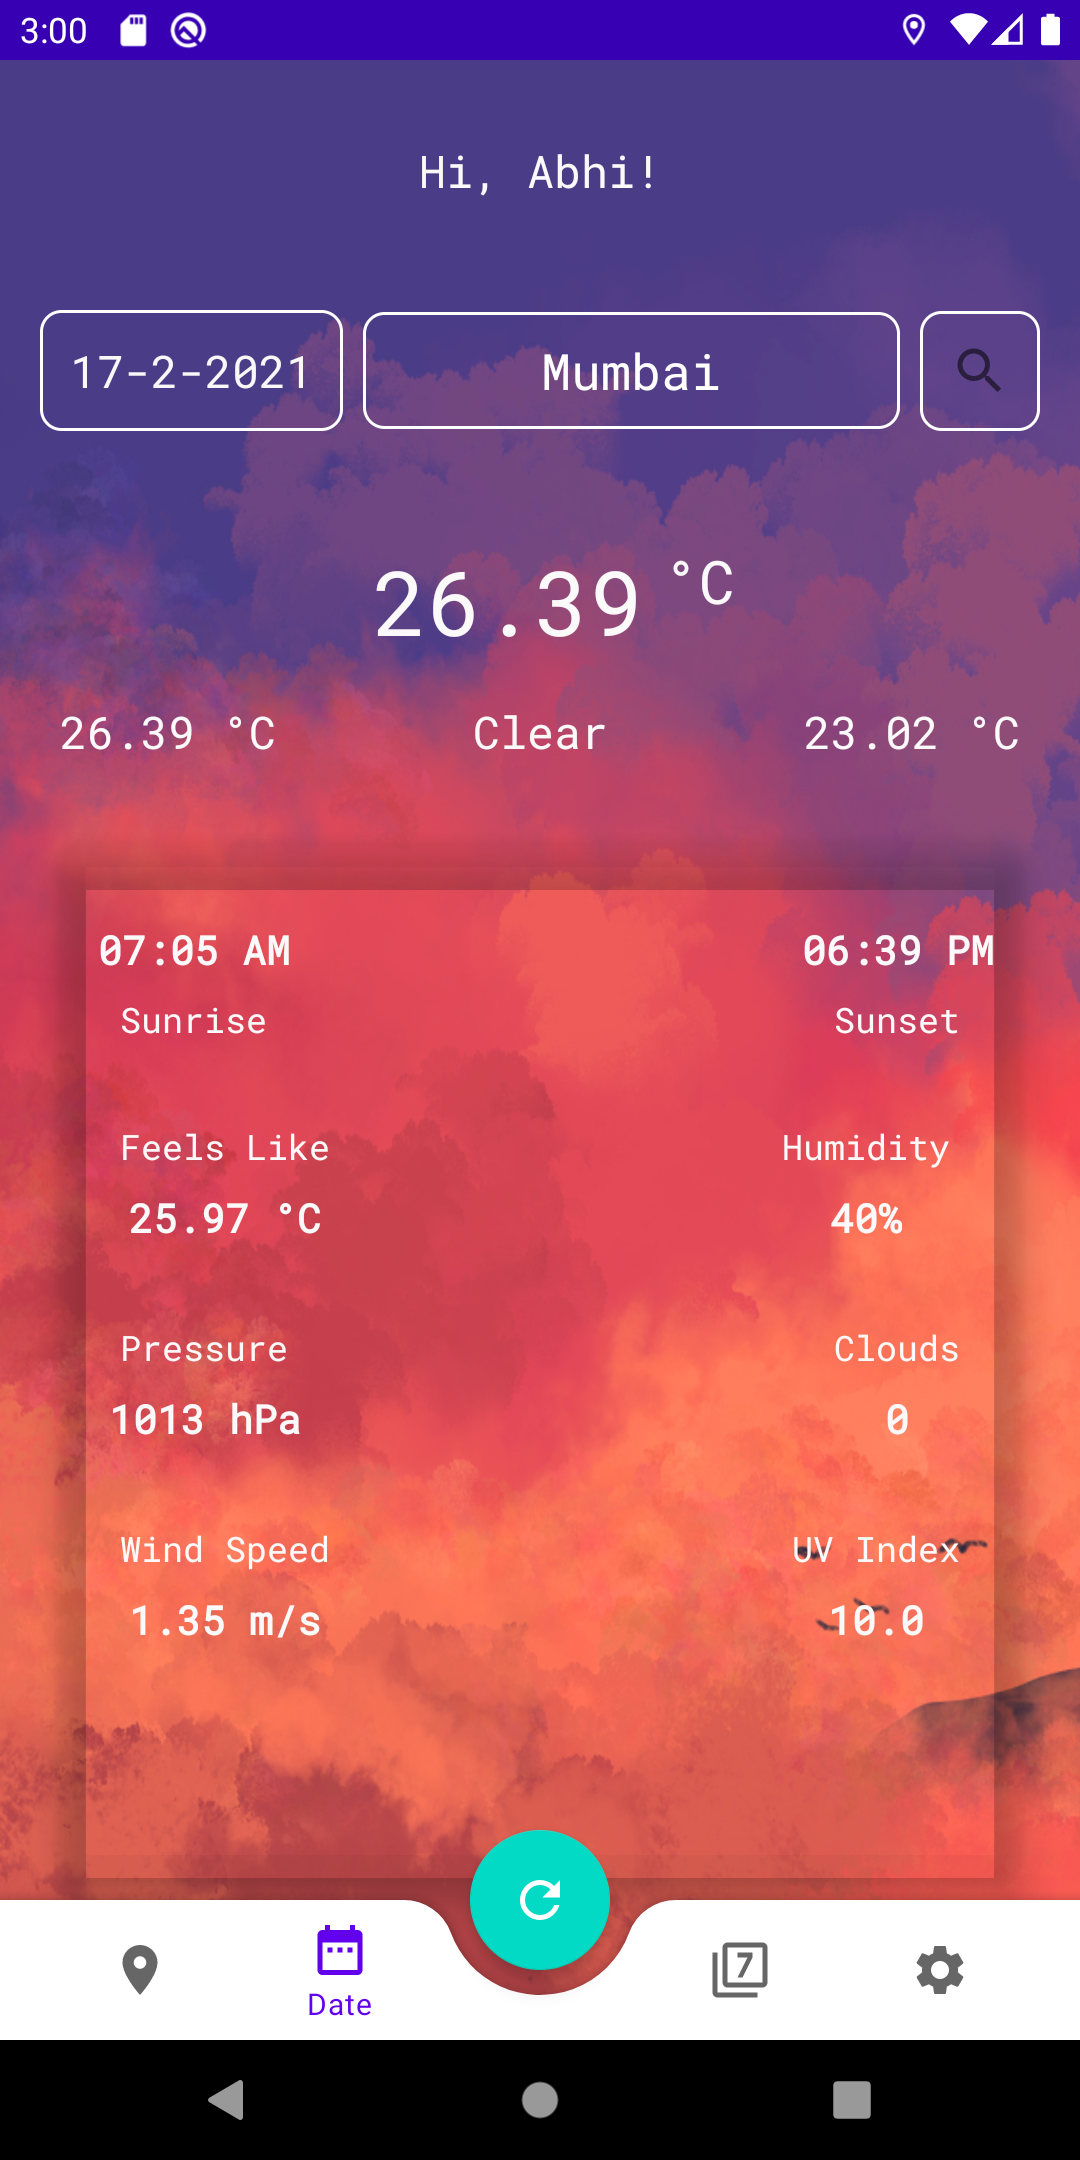 3:00
Hi, Abhi!
17-2-2021 Mumbai
26.39 °C
26.39 °C Clear 23.02 °C
07:05 AM 06:39 PM
Sunrise Sunset
Feels Like Humidity
25.97 °C 40%
Pressure Clouds
1013 hPa 0
Wind Speed UV Index
1.35 m/s 10.0
7
Date